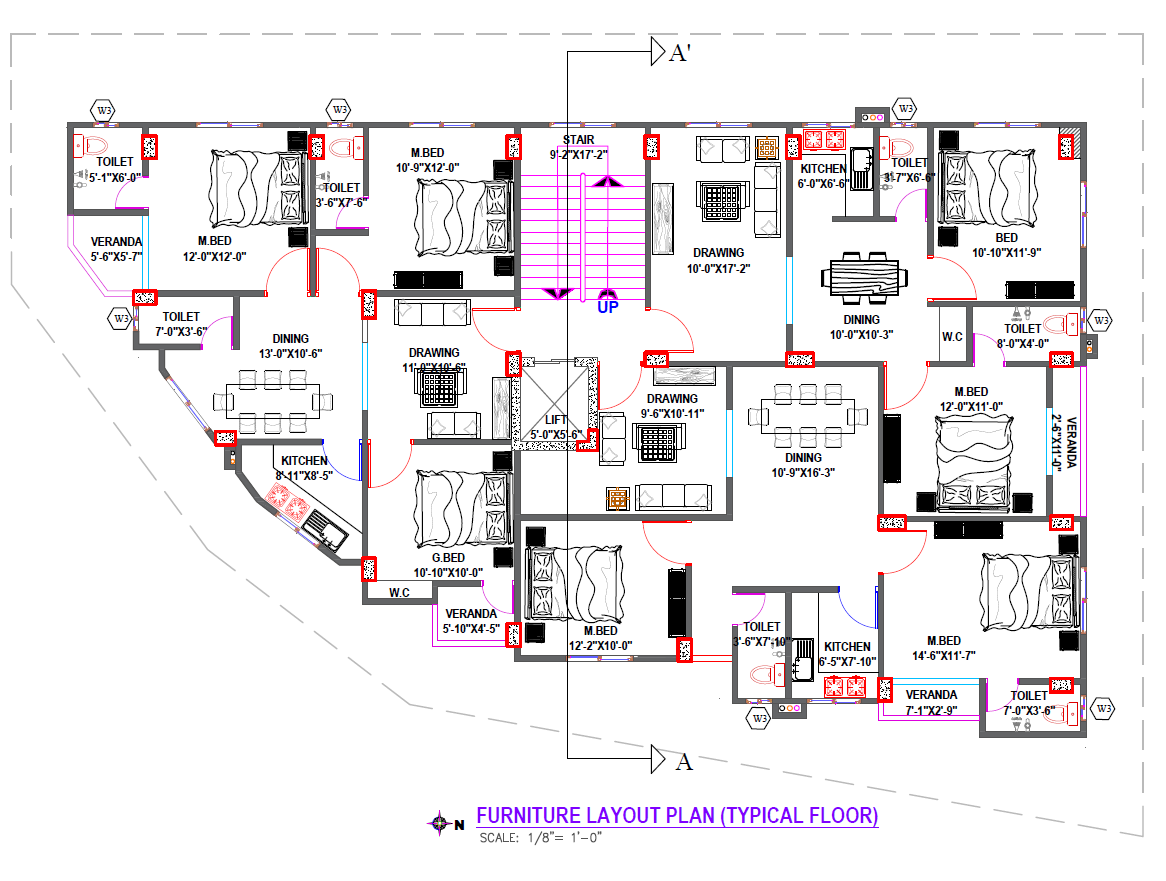 A'
W3
W3
W3
TOILET
5'-1"X6'-0"
M.BED
10'-9"X12'-0"
STAIR
9'-2"X17'-2"
KITCHEN
6'-0"X6'-6"
TOILET
3'-7"X6'-6"
TOILET
3'-6"X7'-6"
VERANDA
5'-6"X5'-7"
M.BED
12'-0"X12'-0"
DRAWING
10'-0"X17'-2"
BED
10'-10"X11'-9"
UP
W3
TOILET
7'-0"X3'-6"
DINING
13'-0"X10'-6"
DRAWING
11'-0"X10'-6"
DINING
10'-0"X10'-3"
W.C
TOILET
8'-0"X4'-0"
W3
LIFT
5'-0"X5'-6"
DRAWING
9'-6"X10'-11"
M.BED
12'-0"X11'-0"
VERANDA
2'-6"X11'-0"
KITCHEN
8'-11"X8'-5"
DINING
10'-9"X16'-3"
G.BED
10'-10"X10'-0"
W.C
VERANDA
5'-10"X4'-5"
M.BED
12'-2"X10'-0"
TOILET
3'-6"X7'-10"
KITCHEN
6'-5"X7'-10"
M.BED
14'-6"X11'-7"
VERANDA
7'-1"X2'-9"
TOILET
7'-0"X3'-6"
W3
W3
A
N
FURNITURE LAYOUT PLAN (TYPICAL FLOOR)
SCALE: 1/8"= 1'-0"